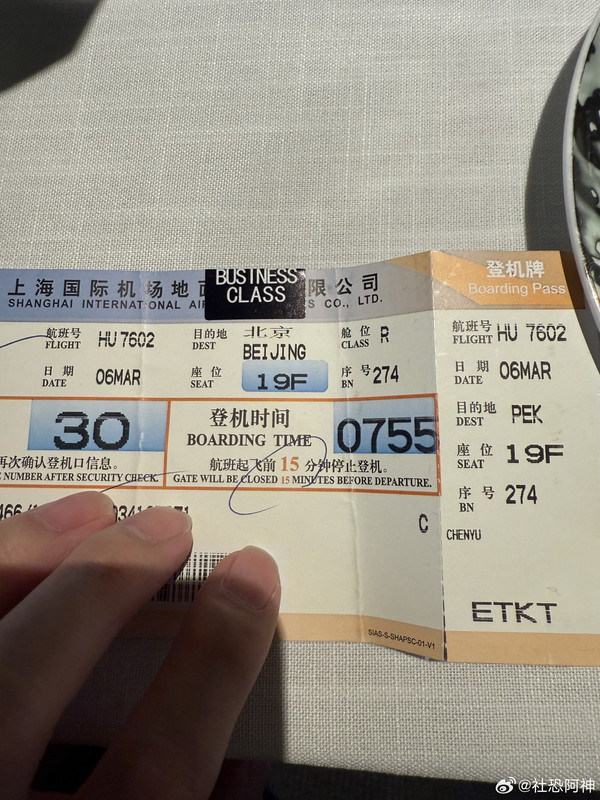 上海国际机场地
限公司
BUSINESS CLASS
SHANGHAI INTERNATIONAL
CO., LTD.
登机牌
Boarding Pass
航班号 FLIGHT HU 7602
目的地 DEST 北京 BEIJING
舱位 CLASS R
日期 DATE 06MAR
座位 SEAT 19F
序号 BN 274
30
登机时间 BOARDING TIME 0755
再次确认登机口信息。
NUMBER AFTER SECURITY CHECK.
航班起飞前 15 分钟停止登机。
GATE WILL BE CLOSED 15 MINUTES BEFORE DEPARTURE.
C
SIAS-S-SHAPSC-01-V1
航班号 FLIGHT HU 7602
日期 DATE 06MAR
目的地 DEST PEK
座位 SEAT 19F
序号 BN 274
CHENYU
ETKT
@社恐阿神